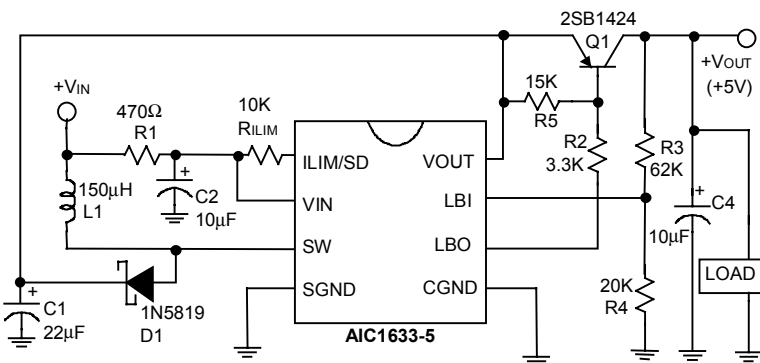 2SB1424
Q1
+VOUT
(+5V)
+VIN
470Ω
R1
10K
RILIM
15K
R5
R2
3.3K
R3
62K
150μH
L1
C2
10μF
ILIM/SD
VIN
SW
SGND
VOUT
LBI
LBO
CGND
C4
10μF
LOAD
20K
R4
+
C1
22μF
1N5819
D1
+
+
AIC1633-5